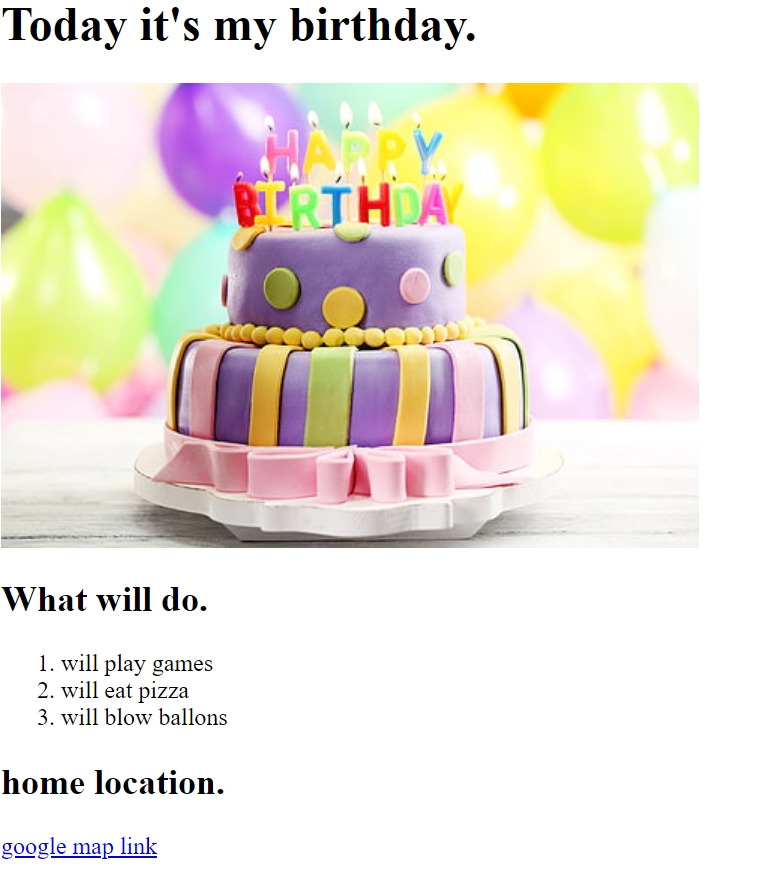 Today it's my birthday.
HAPPY
BIRTHDAY
What will do.
1. will play games
2. will eat pizza
3. will blow ballons
home location.
google map link